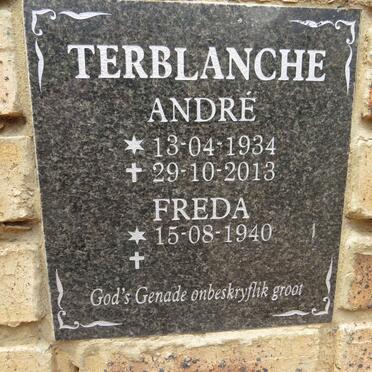 TERBLANCHE
ANDRÉ
✶ 13-04-1934
✝ 29-10-2013
FREDA
✶ 15-08-1940
✝
God's Genade onbeskryflik groot